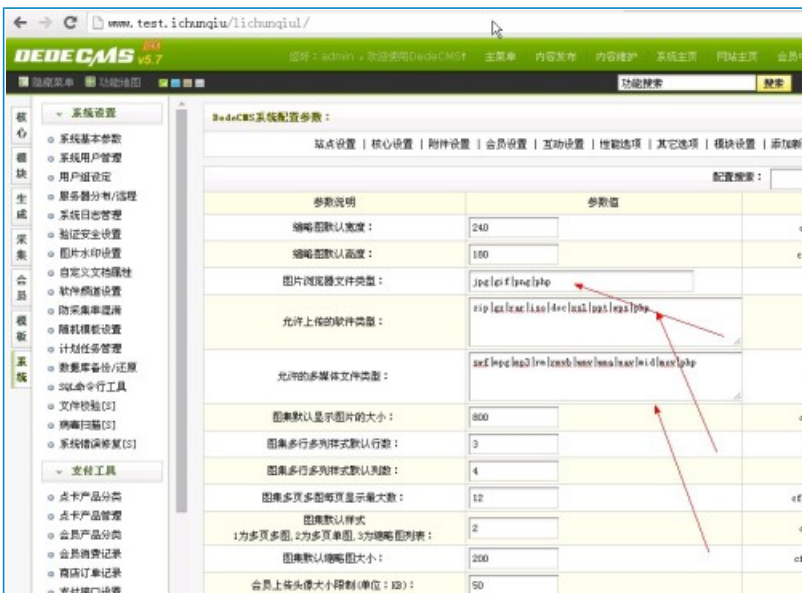 www.test.ichunqiu/lichunqiul/
DEDECMS v5.7
您好：admin，欢迎使用DedeCMS! 主菜单 内容发布 内容维护 系统主页 网站主页 会员
隐藏菜单 功能地图 功能搜索 搜索
核心
模块
生成
采集
会员
模板
系统
系统设置
系统基本参数
系统用户管理
用户组设定
服务器分布/远程
系统日志管理
验证安全设置
图片水印设置
自定义文档属性
软件频道设置
防采集串混淆
随机模板设置
计划任务管理
数据库备份/还原
SQL命令行工具
文件校验[S]
病毒扫描[S]
系统错误修复[S]
支付工具
点卡产品分类
点卡产品管理
会员产品分类
会员消费记录
商店订单记录
支付接口设置
DedeCMS系统配置参数：
站点设置 | 核心设置 | 附件设置 | 会员设置 | 互动设置 | 性能选项 | 其它选项 | 模块设置 | 添加新
配置搜索：
参数说明 参数值
缩略图默认宽度： 240
缩略图默认高度： 180
图片浏览器文件类型： jpg|gif|png|php
允许上传的软件类型： zip|gz|rar|iso|doc|xsl|ppt|wps|php
允许的多媒体文件类型： swf|mpg|mp3|rm|rmvb|wmv|wma|wav|mid|mov|php
图集默认显示图片的大小： 800
图集多行多列样式默认行数： 3
图集多行多列样式默认列数： 4
图集多页多图每页显示最大数： 12
图集默认样式
1为多页多图,2为多页单图,3为缩略图列表： 2
图集默认缩略图大小： 200
会员上传头像大小限制(单位：KB)： 50